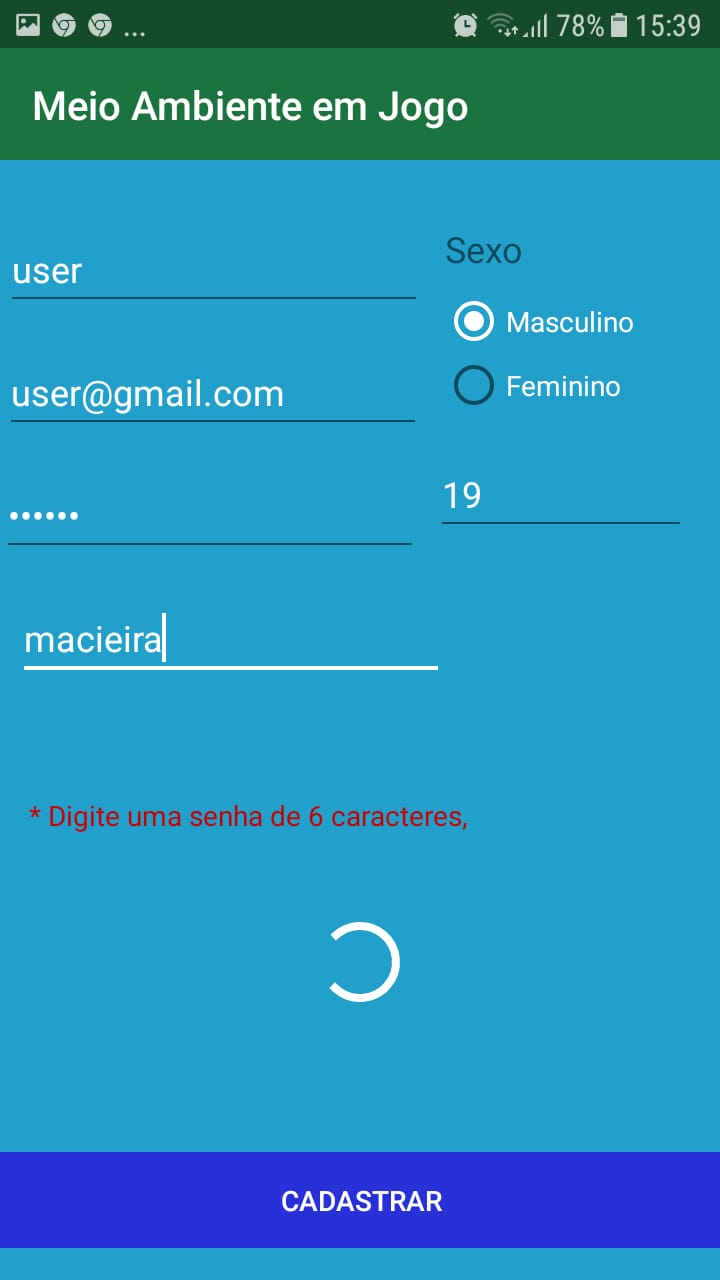 ... 78% 15:39
Meio Ambiente em Jogo
user
Sexo
Masculino
user@gmail.com
Feminino
••••••
19
macieira
* Digite uma senha de 6 caracteres,
CADASTRAR